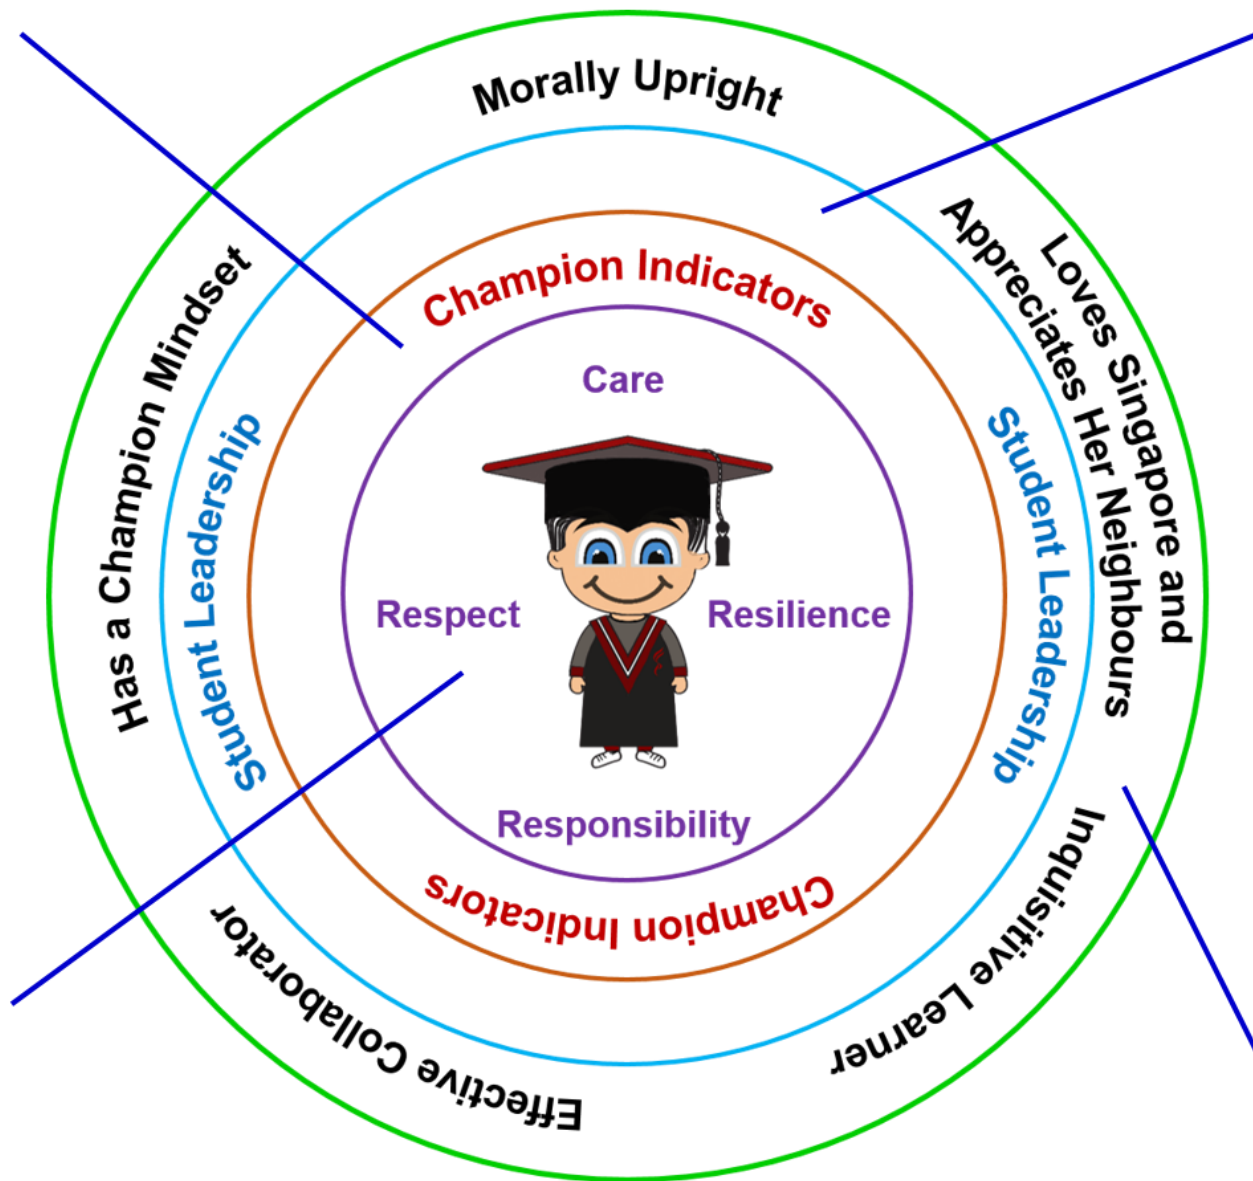 Morally Upright
Loves Singapore and
Appreciates Her Neighbours
Inquisitive Learner
Effective Collaborator
Has a Champion Mindset
Student Leadership
Student Leadership
Champion Indicators
Champion Indicators
Care
Respect
Resilience
Responsibility